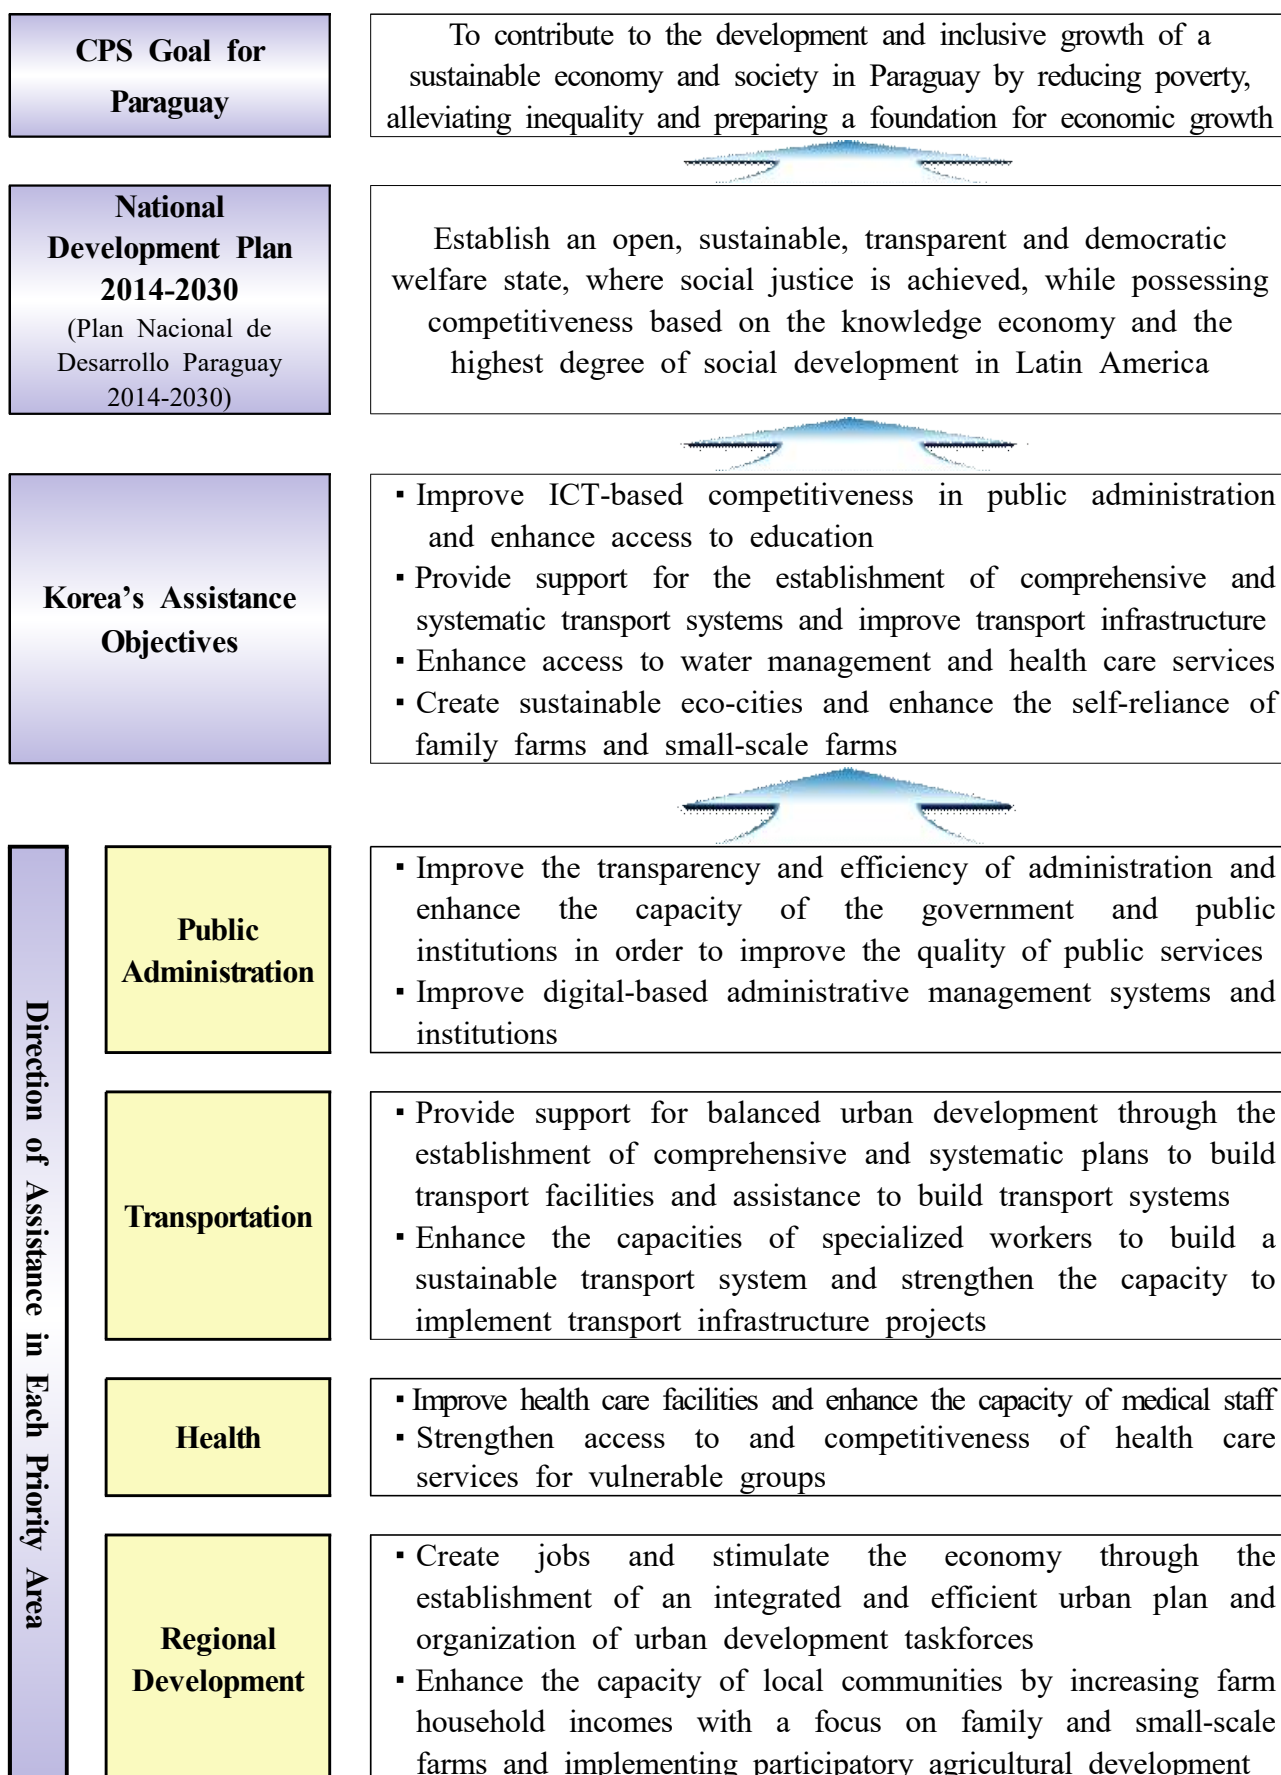 CPS Goal for
Paraguay
To contribute to the development and inclusive growth of a
sustainable economy and society in Paraguay by reducing poverty,
alleviating inequality and preparing a foundation for economic growth
National
Development Plan
2014-2030
(Plan Nacional de
Desarrollo Paraguay
2014-2030)
Establish an open, sustainable, transparent and democratic
welfare state, where social justice is achieved, while possessing
competitiveness based on the knowledge economy and the
highest degree of social development in Latin America
Korea’s Assistance
Objectives
▪ Improve ICT-based competitiveness in public administration
and enhance access to education
▪ Provide support for the establishment of comprehensive and
systematic transport systems and improve transport infrastructure
▪ Enhance access to water management and health care services
▪ Create sustainable eco-cities and enhance the self-reliance of
family farms and small-scale farms
Direction of Assistance in Each Priority Area
Public
Administration
▪ Improve the transparency and efficiency of administration and
enhance the capacity of the government and public
institutions in order to improve the quality of public services
▪ Improve digital-based administrative management systems and
institutions
Transportation
▪ Provide support for balanced urban development through the
establishment of comprehensive and systematic plans to build
transport facilities and assistance to build transport systems
▪ Enhance the capacities of specialized workers to build a
sustainable transport system and strengthen the capacity to
implement transport infrastructure projects
Health
▪ Improve health care facilities and enhance the capacity of medical staff
▪ Strengthen access to and competitiveness of health care
services for vulnerable groups
Regional
Development
▪ Create jobs and stimulate the economy through the
establishment of an integrated and efficient urban plan and
organization of urban development taskforces
▪ Enhance the capacity of local communities by increasing farm
household incomes with a focus on family and small-scale
farms and implementing participatory agricultural development